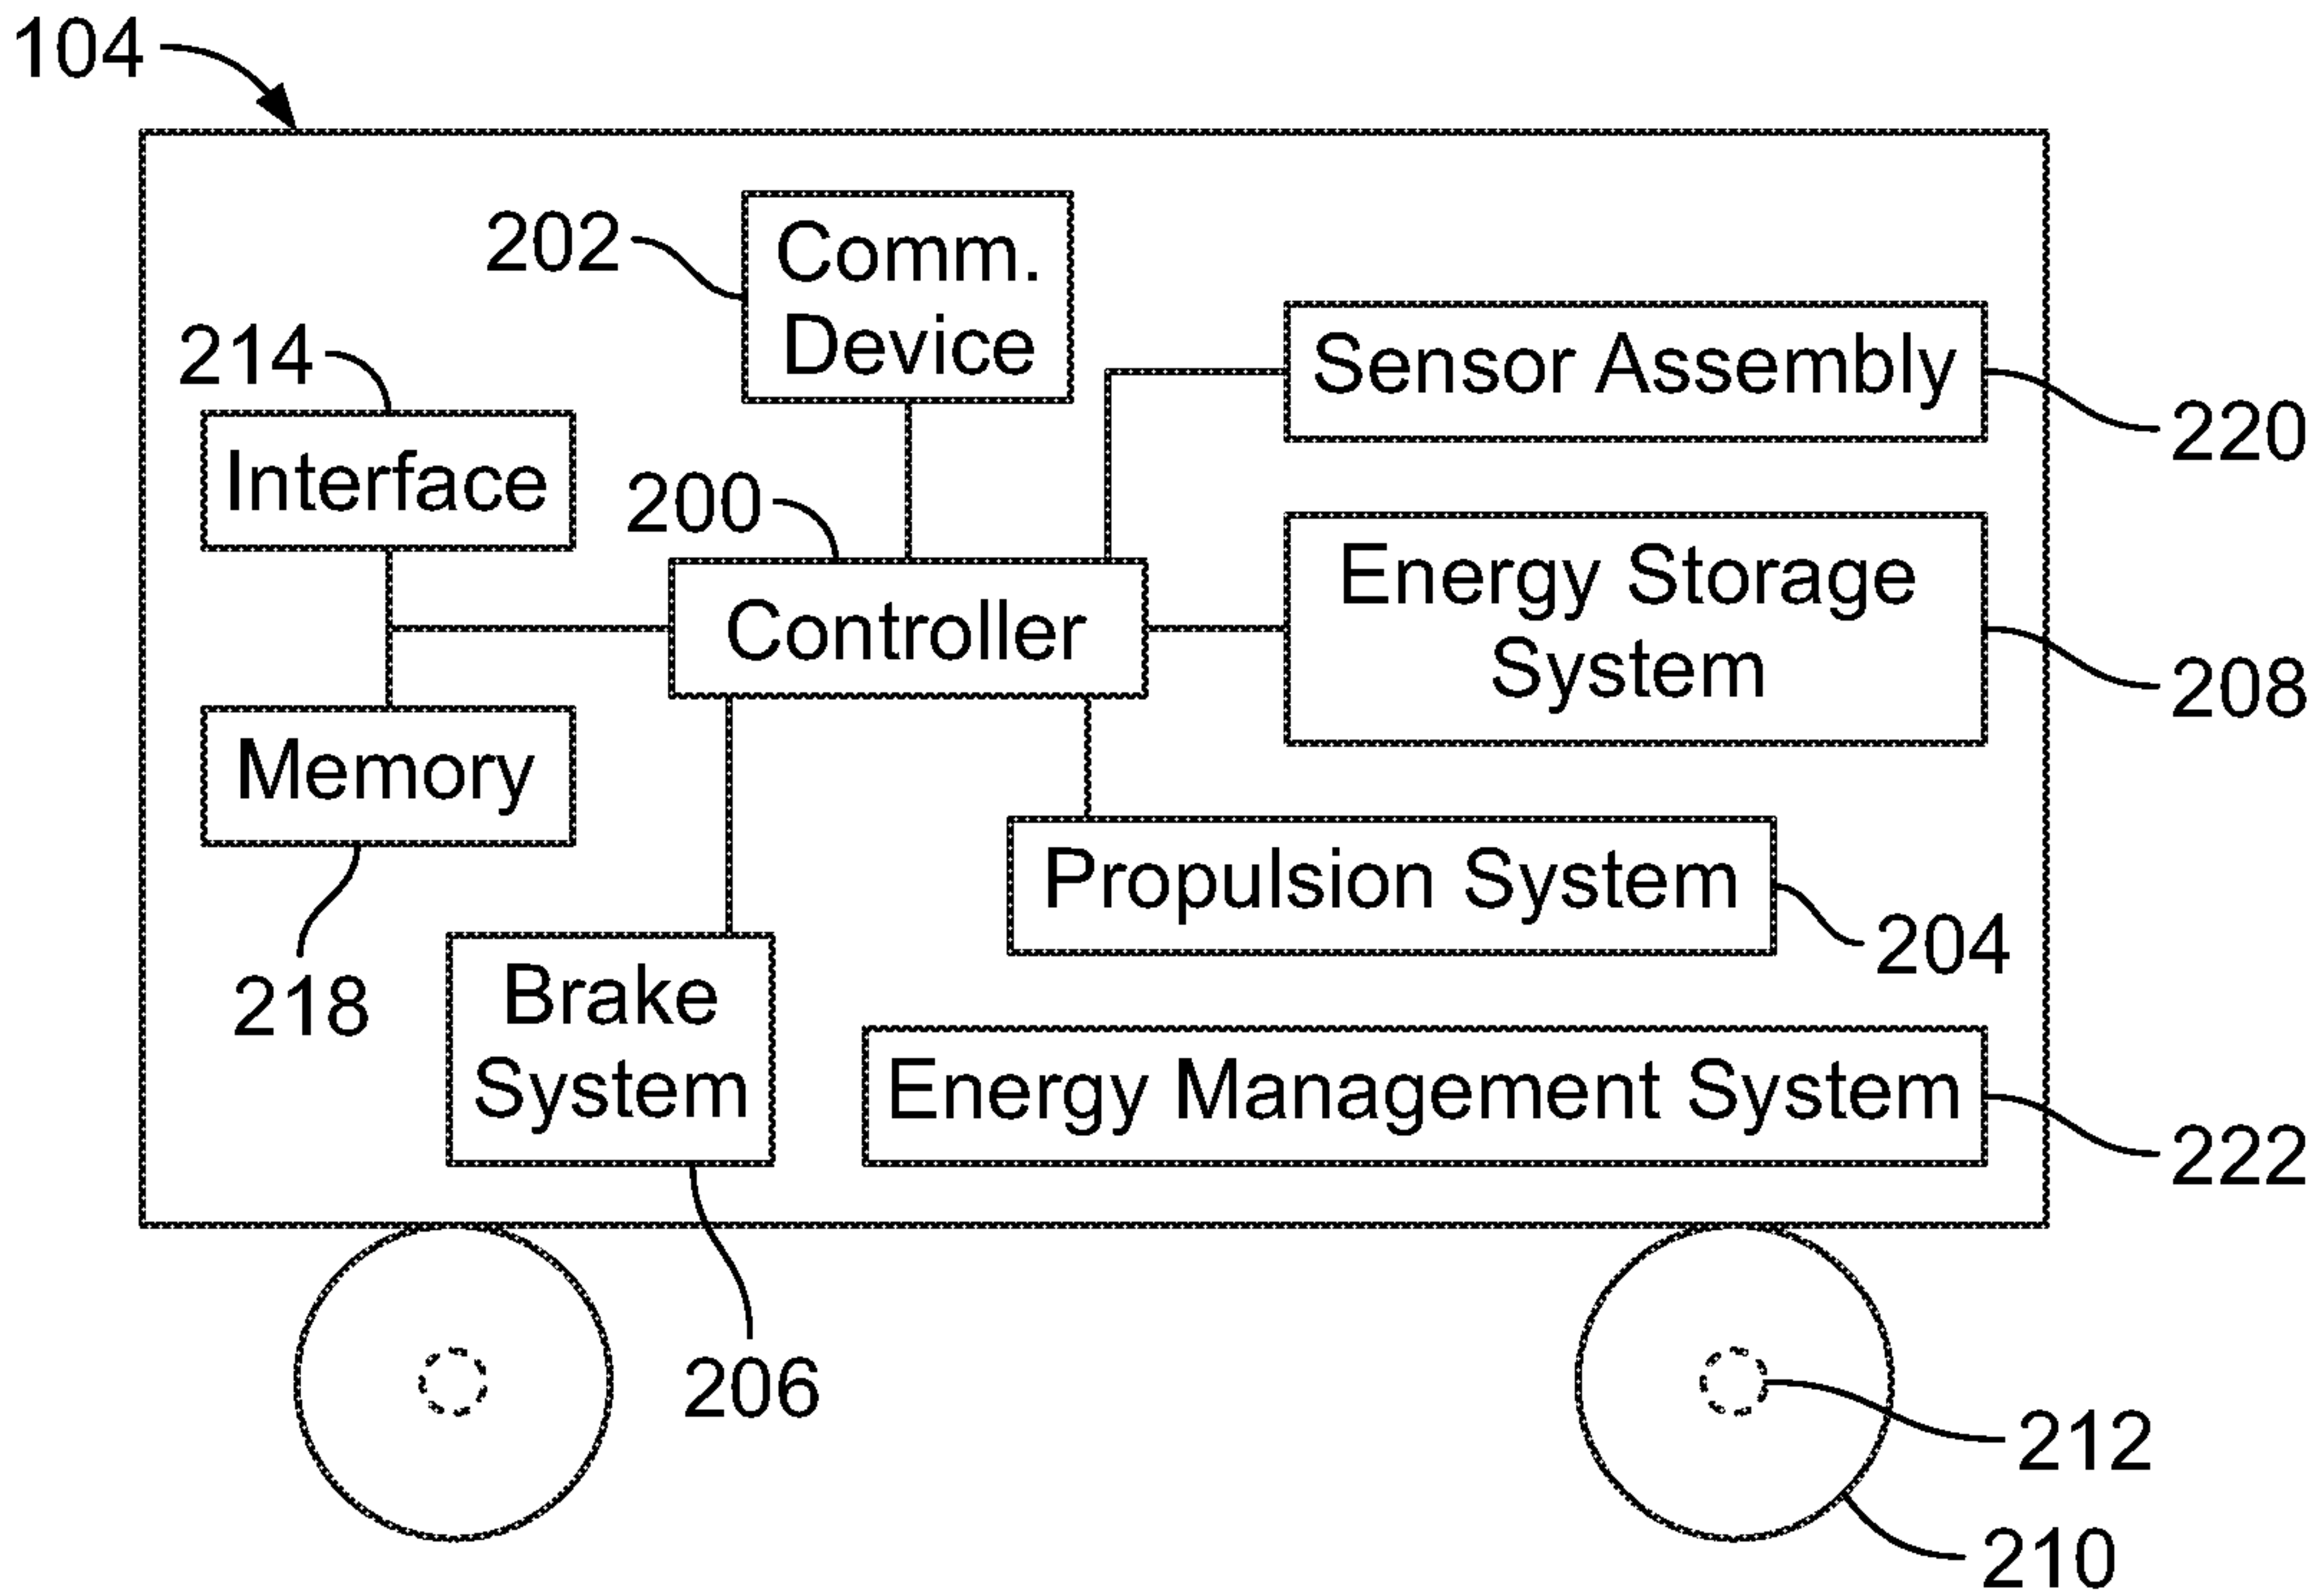 104
202
Comm.
Device
214
Interface
Sensor Assembly
220
200
Controller
Energy Storage
System
208
Memory
218
Propulsion System
204
Brake
System
206
Energy Management System
222
212
210